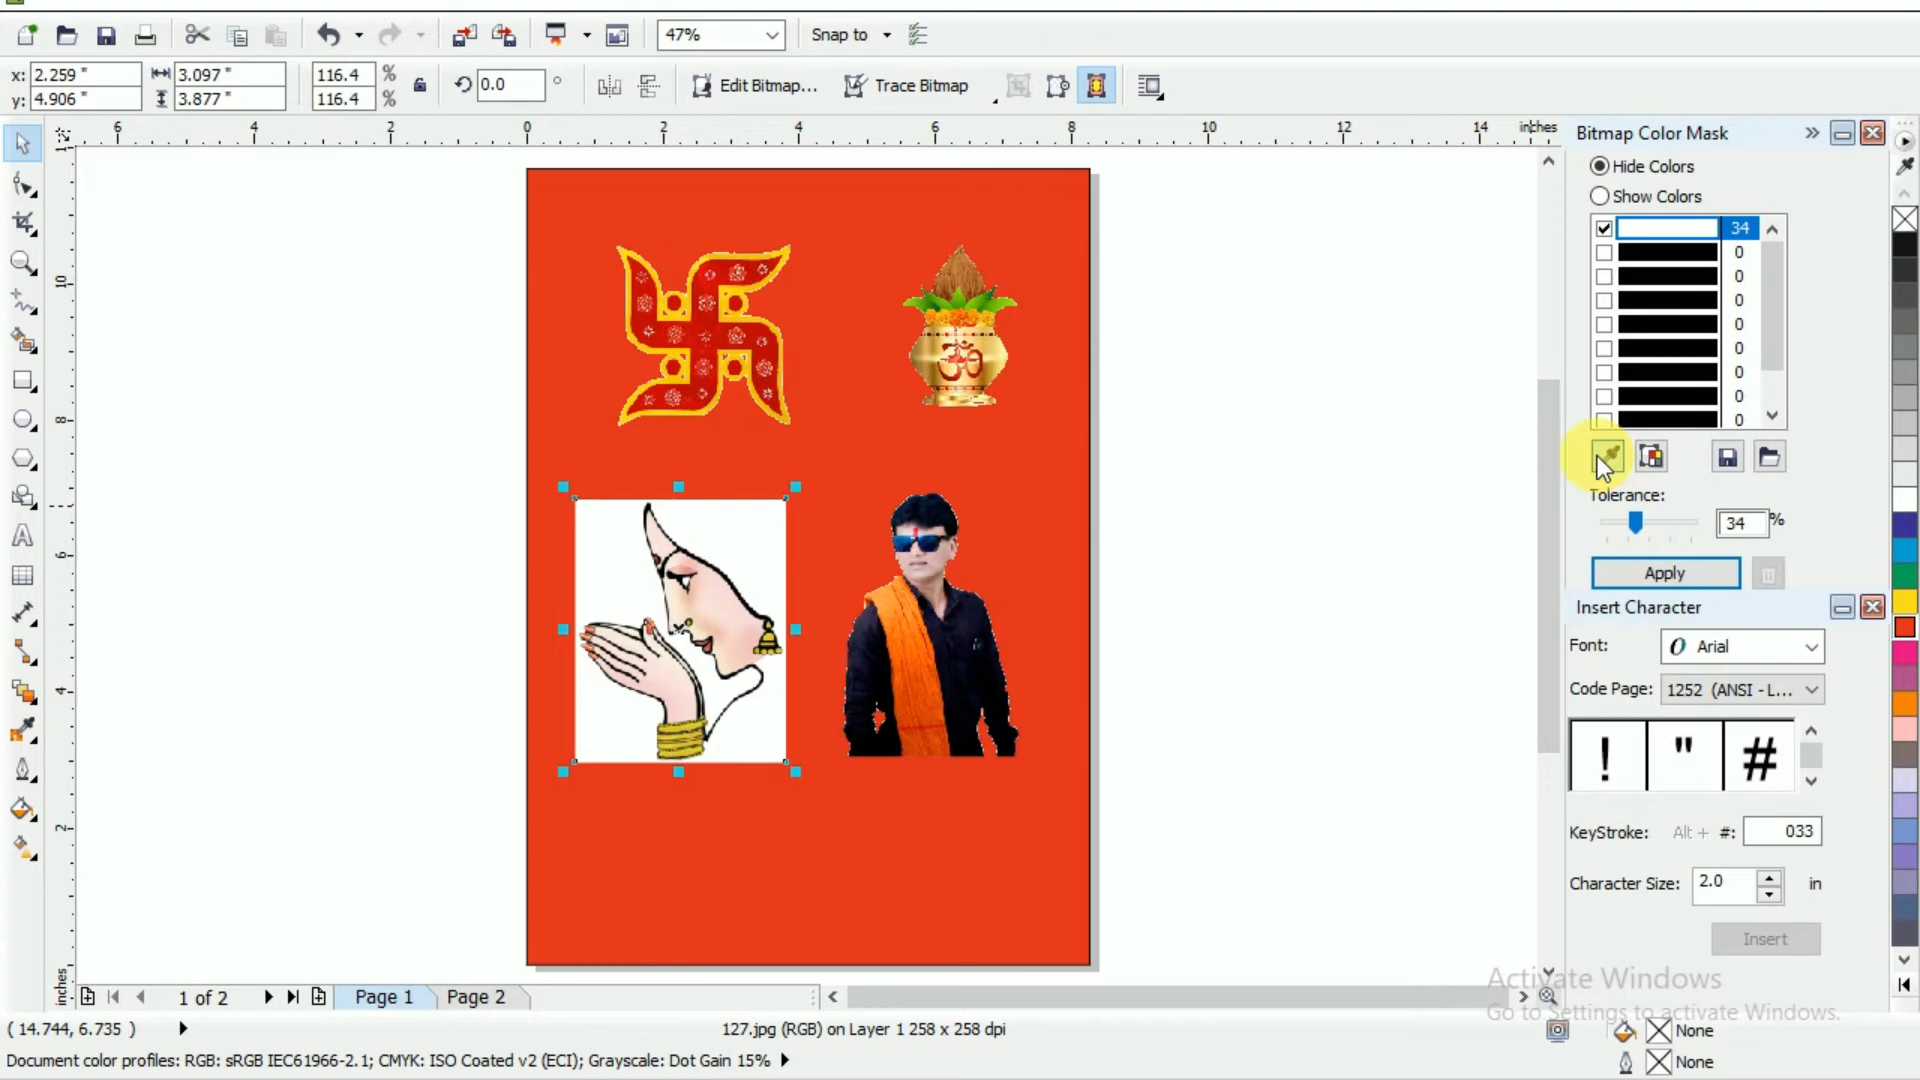 47%
Snap to
x: 2.259 "
3.097 "
116.4 %
0.0 °
Edit Bitmap...
Trace Bitmap
y: 4.906 "
3.877 "
116.4 %
6 4 2 0 2 4 6 8 10 12 14 inches
10
8
6
4
2
inches
Bitmap Color Mask
Hide Colors
Show Colors
34
0
0
0
0
0
0
0
0
Tolerance:
34 %
Apply
ॐ
Insert Character
Font: O Arial
Code Page: 1252 (ANSI - L...
! " #
KeyStroke: Alt + #: 033
Character Size: 2.0 in
Insert
Activate Windows
Go to Settings to activate Windows.
1 of 2
Page 1
Page 2
( 14.744, 6.735 )
127.jpg (RGB) on Layer 1 258 x 258 dpi
None
Document color profiles: RGB: sRGB IEC61966-2.1; CMYK: ISO Coated v2 (ECI); Grayscale: Dot Gain 15%
None